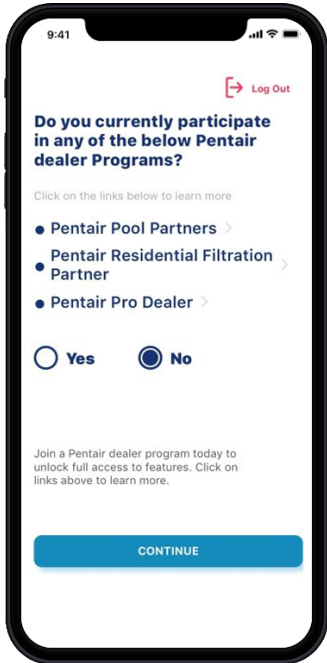 9:41
Log Out
Do you currently participate
in any of the below Pentair
dealer Programs?
Click on the links below to learn more
Pentair Pool Partners
Pentair Residential Filtration
Partner
Pentair Pro Dealer
Yes
No
Join a Pentair dealer program today to
unlock full access to features. Click on
links above to learn more.
CONTINUE